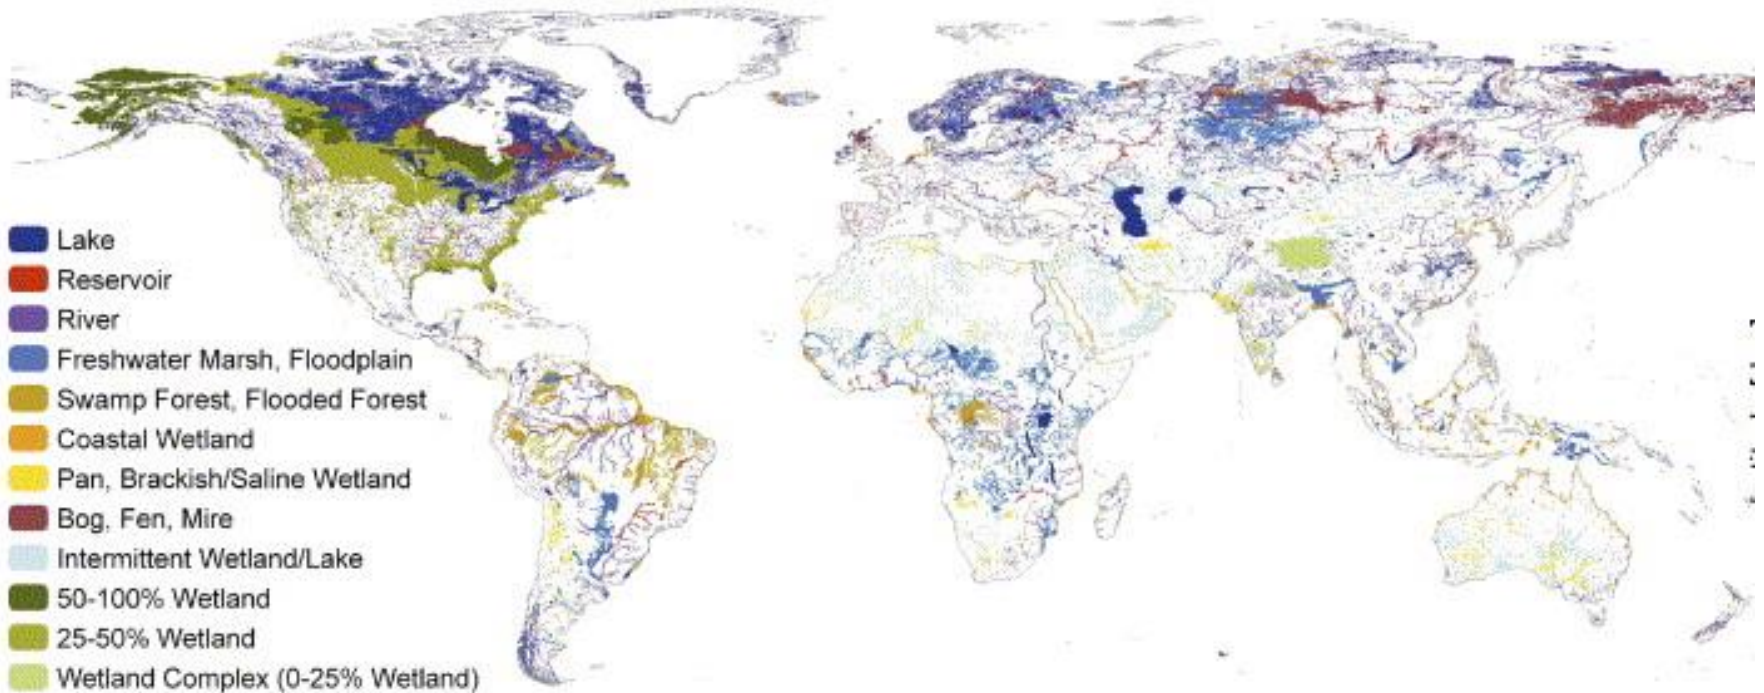 Lake
Reservoir
River
Freshwater Marsh, Floodplain
Swamp Forest, Flooded Forest
Coastal Wetland
Pan, Brackish/Saline Wetland
Bog, Fen, Mire
Intermittent Wetland/Lake
50-100% Wetland
25-50% Wetland
Wetland Complex (0-25% Wetland)